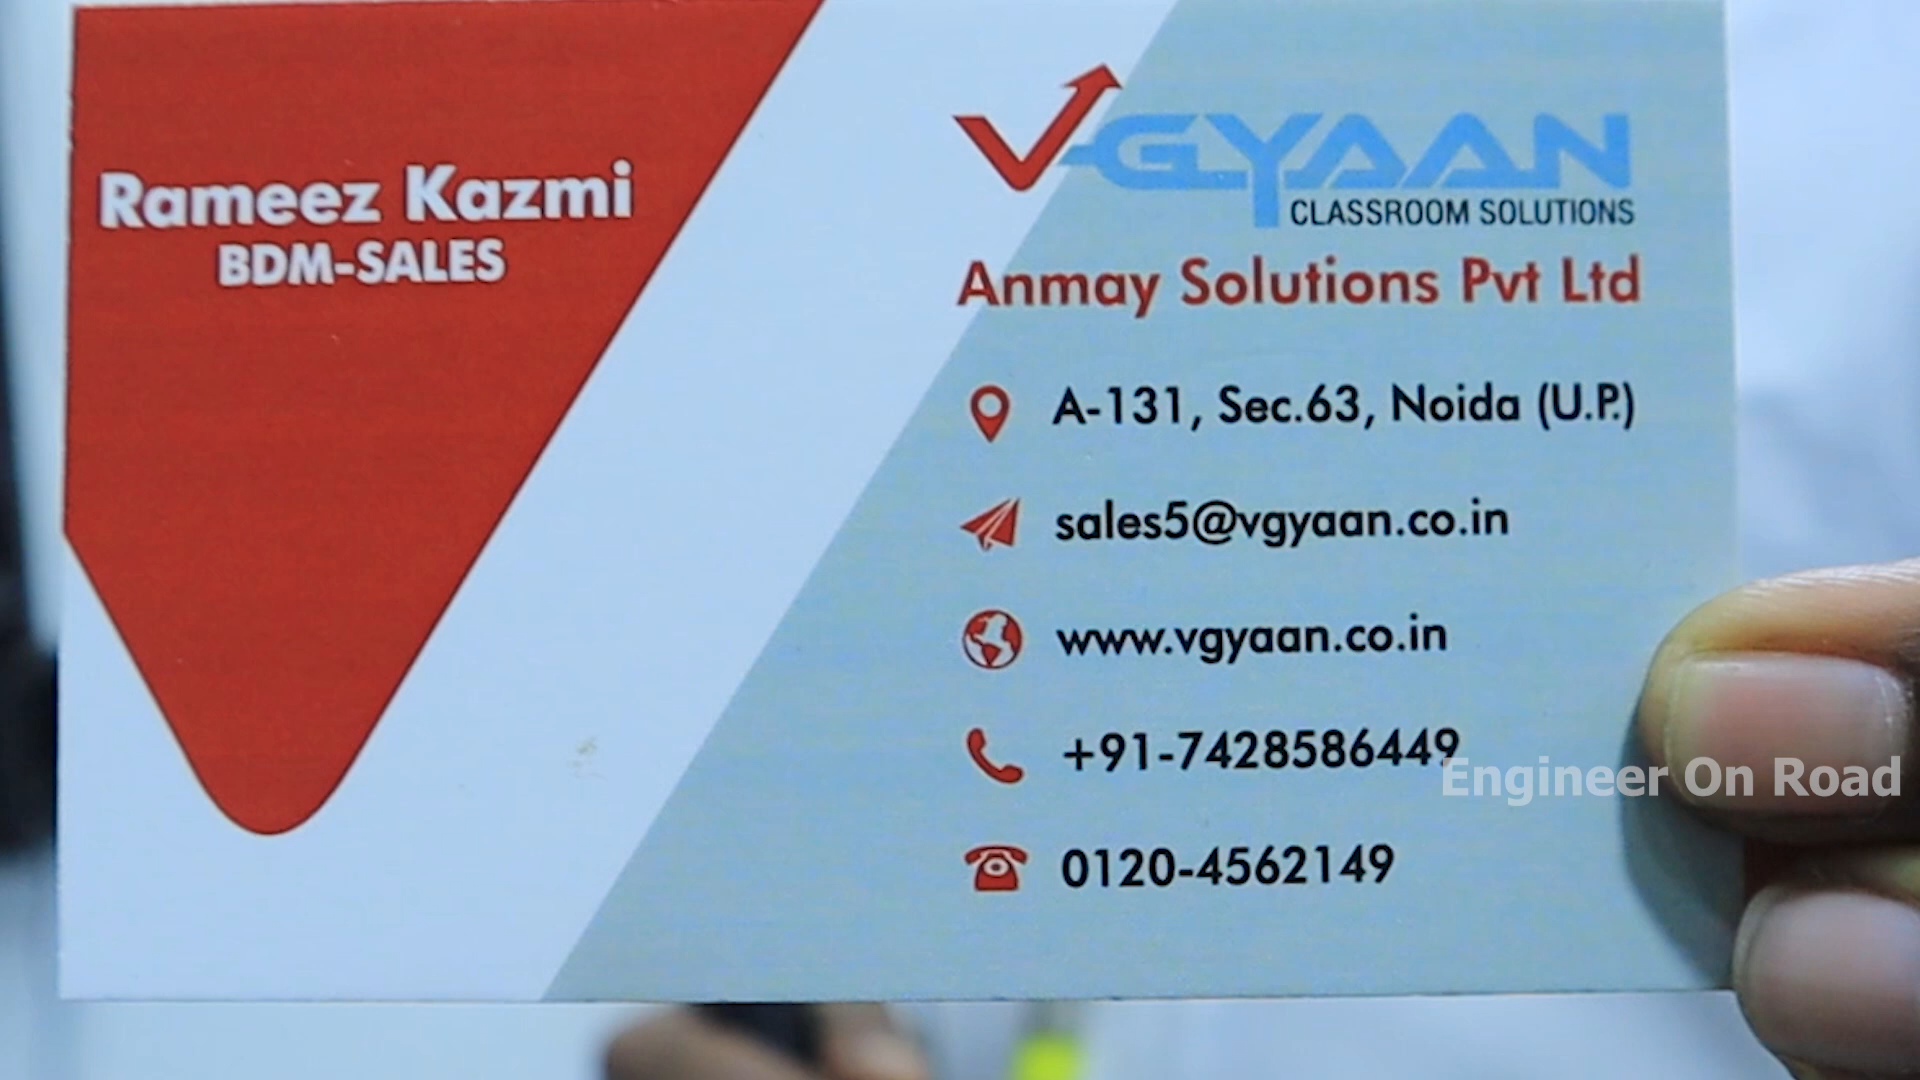 Rameez Kazmi
BDM-SALES
V-GYAAN
CLASSROOM SOLUTIONS
Anmay Solutions Pvt Ltd
A-131, Sec.63, Noida (U.P.)
sales5@vgyaan.co.in
www.vgyaan.co.in
+91-7428586449
Engineer On Road
0120-4562149